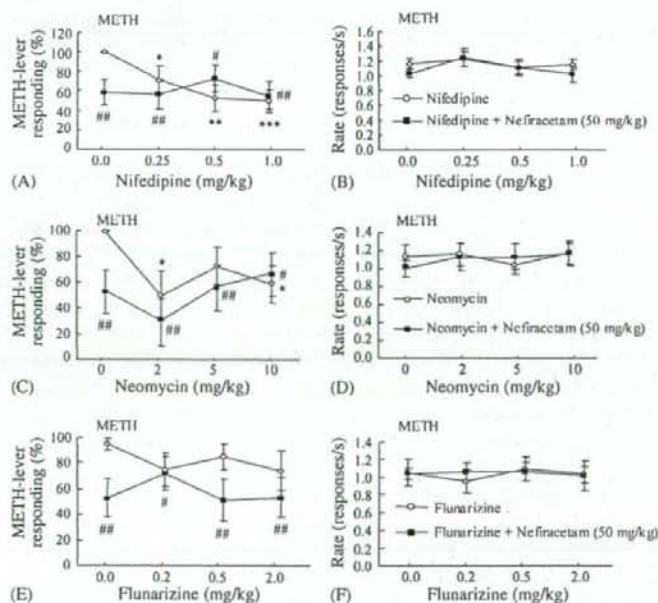 METH
METH-lever
responding (%)
100
80
60
40
20
0
*
#
##
##
##
**
***
0.0 0.25 0.5 1.0
(A) Nifedipine (mg/kg)
METH
Rate (responses/s)
1.6
1.4
1.2
1.0
0.8
0.6
0.4
0.2
0.0
Nifedipine
Nifedipine + Nefiracetam (50 mg/kg)
0.0 0.25 0.5 1.0
(B) Nifedipine (mg/kg)
METH
METH-lever
responding (%)
100
80
60
40
20
0
*
##
##
##
#
*
0 2 5 10
(C) Neomycin (mg/kg)
METH
Rate (responses/s)
1.6
1.4
1.2
1.0
0.8
0.6
0.4
0.2
0.0
Neomycin
Neomycin + Nefiracetam (50 mg/kg)
0 2 5 10
(D) Neomycin (mg/kg)
METH
METH-lever
responding (%)
100
80
60
40
20
0
##
#
##
##
0.0 0.2 0.5 2.0
(E) Flunarizine (mg/kg)
METH
Rate (responses/s)
1.6
1.4
1.2
1.0
0.8
0.6
0.4
0.2
0.0
Flunarizine
Flunarizine + Nefiracetam (50 mg/kg)
0.0 0.2 0.5 2.0
(F) Flunarizine (mg/kg)